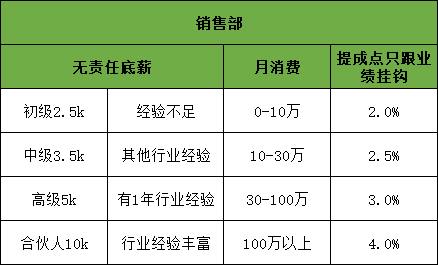 销售部
无责任底薪 月消费 提成点只跟业
绩挂钩
初级2.5k 经验不足 0-10万 2.0%
中级3.5k 其他行业经验 10-30万 2.5%
高级5k 有1年行业经验 30-100万 3.0%
合伙人10k 行业经验丰富 100万以上 4.0%